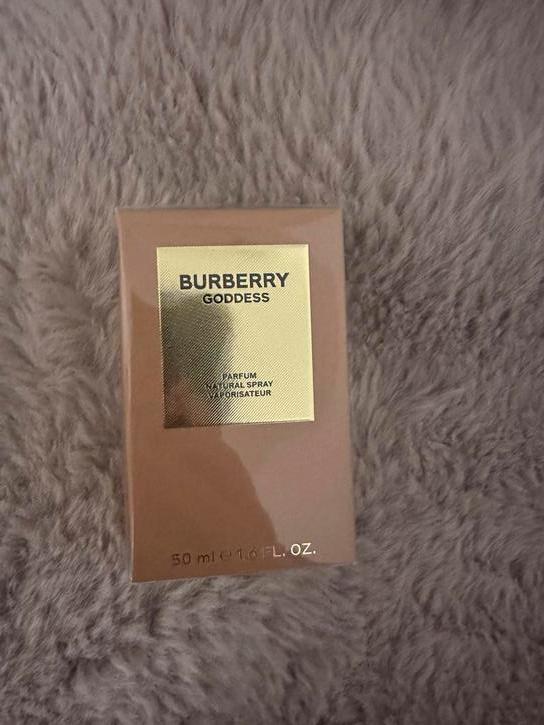 BURBERRY
GODDESS
PARFUM
NATURAL SPRAY
VAPORISATEUR
50 ml ℮ 1.6 FL. OZ.